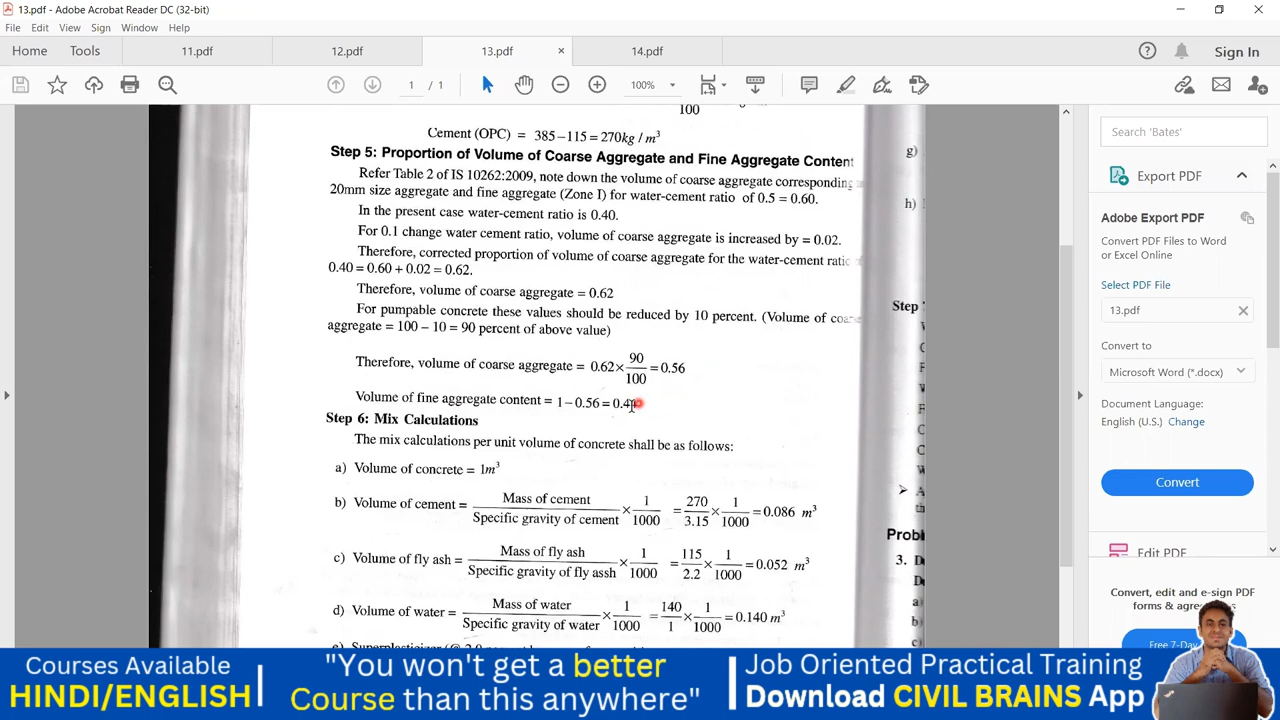 13.pdf - Adobe Acrobat Reader DC (32-bit)
File Edit View Sign Window Help
Home Tools 11.pdf 12.pdf 13.pdf × 14.pdf Sign In
1 / 1 100%
100
Cement (OPC) = 385 – 115 = 270kg / m³
Step 5: Proportion of Volume of Coarse Aggregate and Fine Aggregate Content
Refer Table 2 of IS 10262:2009, note down the volume of coarse aggregate corresponding
20mm size aggregate and fine aggregate (Zone I) for water-cement ratio of 0.5 = 0.60.
In the present case water-cement ratio is 0.40.
For 0.1 change water cement ratio, volume of coarse aggregate is increased by = 0.02.
Therefore, corrected proportion of volume of coarse aggregate for the water-cement ratio
0.40 = 0.60 + 0.02 = 0.62.
Therefore, volume of coarse aggregate = 0.62
For pumpable concrete these values should be reduced by 10 percent. (Volume of
aggregate = 100 – 10 = 90 percent of above value)
Therefore, volume of coarse aggregate = 0.62 × 90/100 = 0.56
Volume of fine aggregate content = 1 – 0.56 =
Step 6: Mix Calculations
The mix calculations per unit volume of concrete shall be as follows:
a) Volume of concrete = 1m³
b) Volume of cement = Mass of cement / Specific gravity of cement × 1/1000 = 270/3.15 × 1/1000 = 0.086 m³
c) Volume of fly ash = Mass of fly ash / Specific gravity of fly assh × 1/1000 = 115/2.2 × 1/1000 = 0.052 m³
d) Volume of water = Mass of water / Specific gravity of water × 1/1000 = 140/1 × 1/1000 = 0.140 m³
g)
h)
Step
Probl
3.
Search 'Bates'
Export PDF
Adobe Export PDF
Convert PDF Files to Word
or Excel Online
Select PDF File
13.pdf
Convert to
Microsoft Word (*.docx)
Document Language:
English (U.S.) Change
Convert
Edit PDF
Convert, edit and e-sign PDF
forms & agreements
Free 7-Day
Courses Available
HINDI/ENGLISH
"You won't get a better
Course than this anywhere"
Job Oriented Practical Training
Download CIVIL BRAINS App